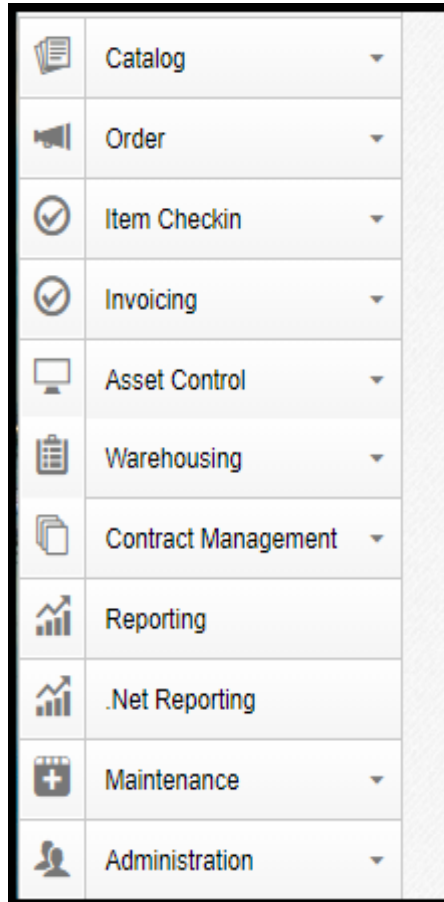 Catalog
Order
Item Checkin
Invoicing
Asset Control
Warehousing
Contract Management
Reporting
.Net Reporting
Maintenance
Administration